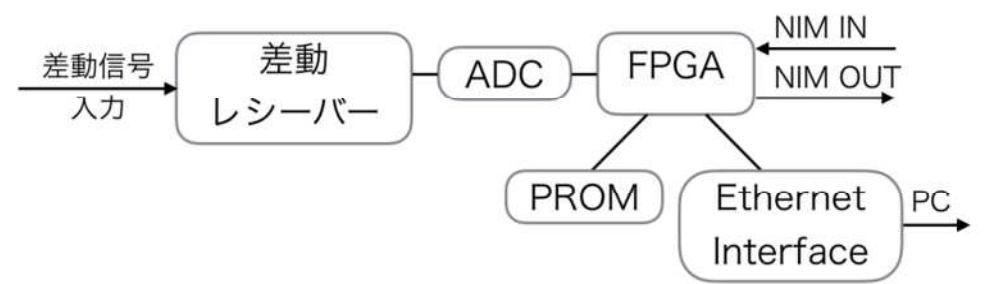 差動信号
入力
差動
レシーバー
ADC
FPGA
NIM IN
NIM OUT
PROM
Ethernet
Interface
PC